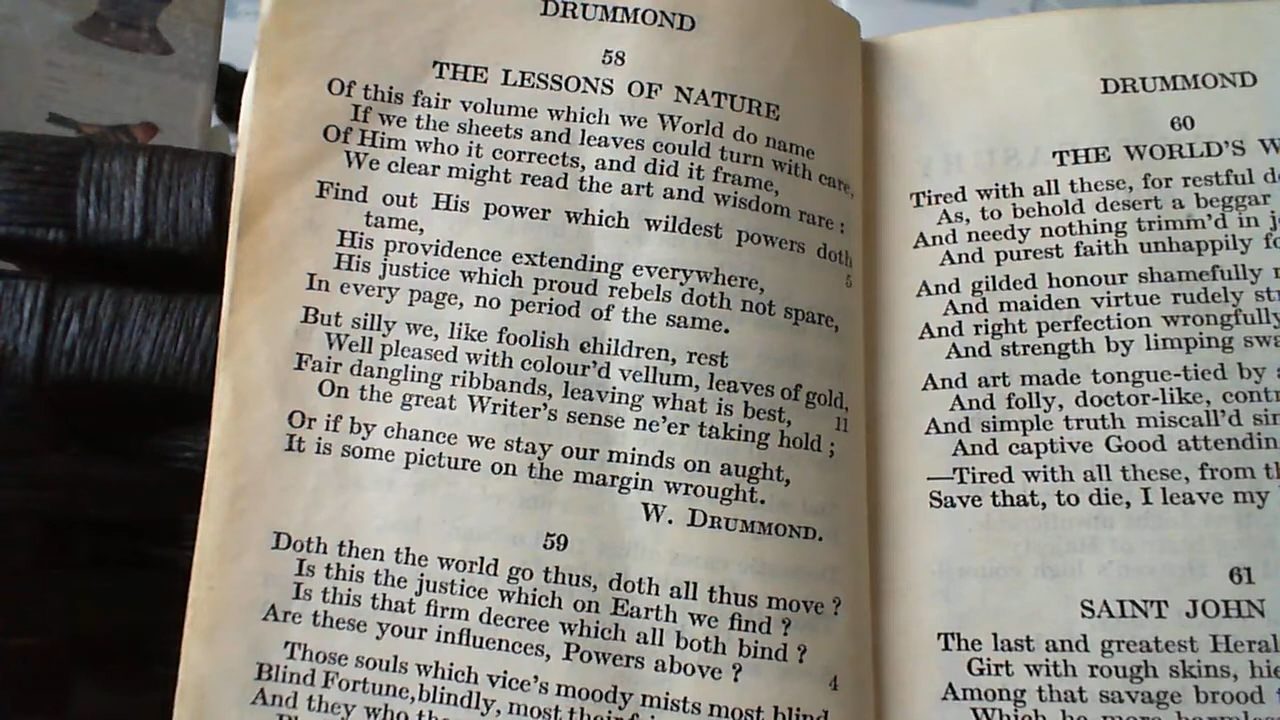 DRUMMOND
58
THE LESSONS OF NATURE
Of this fair volume which we World do name
If we the sheets and leaves could turn with care,
Of Him who it corrects, and did it frame,
We clear might read the art and wisdom rare :
Find out His power which wildest powers doth
tame,
His providence extending everywhere, 5
His justice which proud rebels doth not spare,
In every page, no period of the same.
But silly we, like foolish children, rest
Well pleased with colour'd vellum, leaves of gold,
Fair dangling ribbands, leaving what is best, 11
On the great Writer's sense ne'er taking hold ;
Or if by chance we stay our minds on aught,
It is some picture on the margin wrought.
W. DRUMMOND.
59
Doth then the world go thus, doth all thus move ?
Is this the justice which on Earth we find ?
Is this that firm decree which all both bind ?
Are these your influences, Powers above ? 4
Those souls which vice's moody mists most blind
Blind Fortune, blindly, most their
And they who
DRUMMOND
60
THE WORLD'S W
Tired with all these, for restful
As, to behold desert a beggar
And needy nothing trimm'd in
And purest faith unhappily
And gilded honour shamefully
And maiden virtue rudely
And right perfection wrongfully
And strength by limping
And art made tongue-tied by
And folly, doctor-like,
And simple truth miscall'd
And captive Good attendin
—Tired with all these, from
Save that, to die, I leave my
61
SAINT JOHN
The last and greatest
Girt with rough skins,
Among that savage brood
Which he more